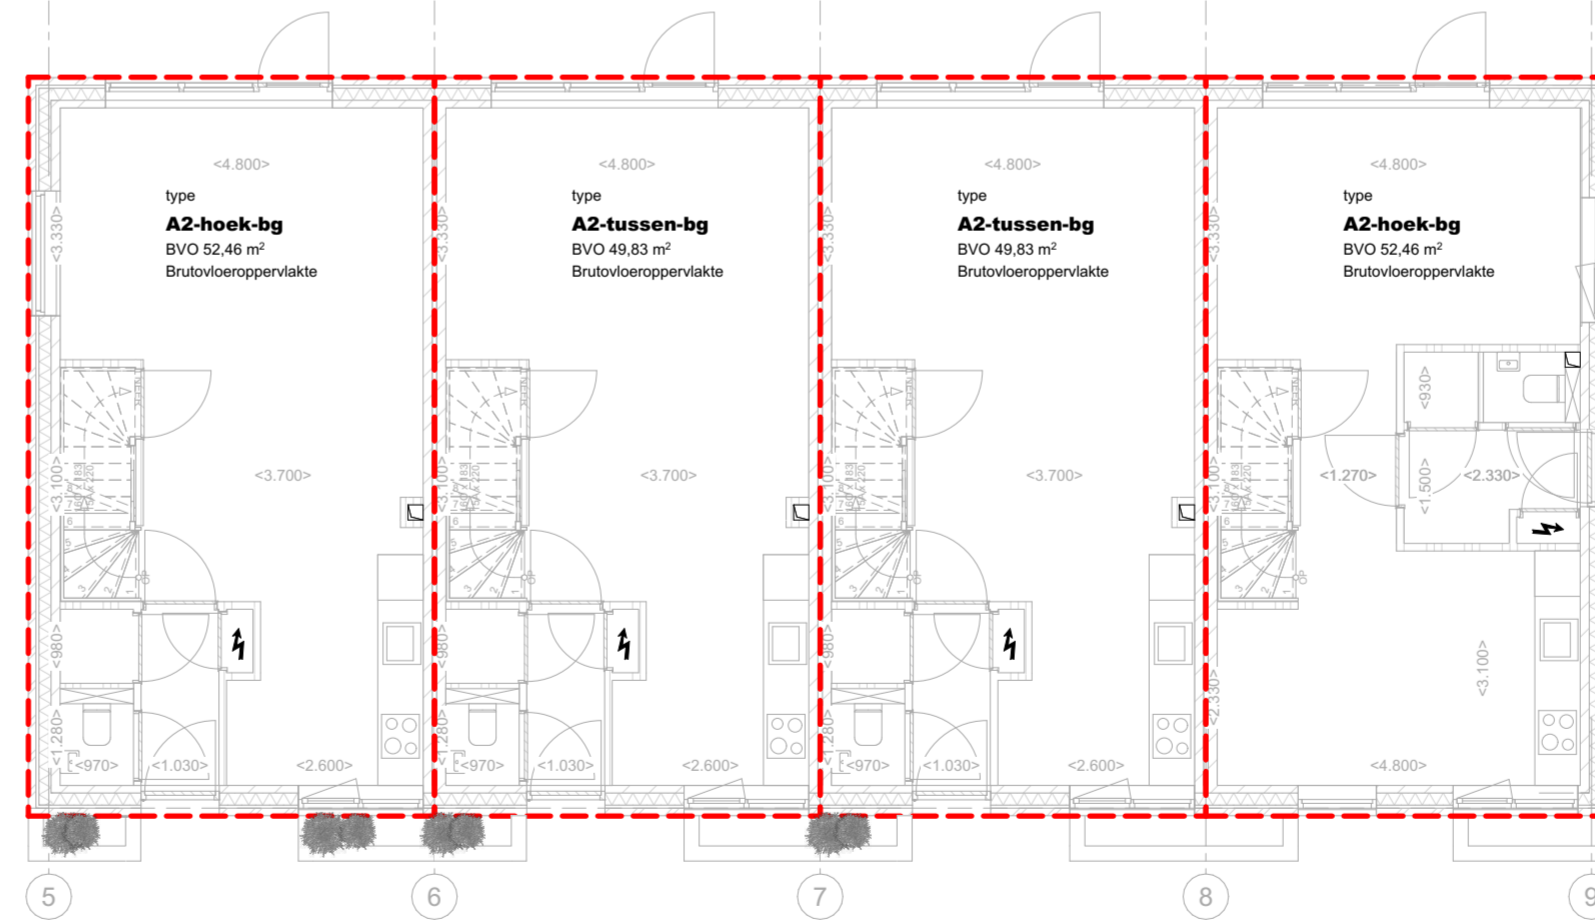 <4.800>
<4.800>
<4.800>
<4.800>
type
A2-hoek-bg
BVO 52,46 m²
Brutovloeroppervlakte
type
A2-tussen-bg
BVO 49,83 m²
Brutovloeroppervlakte
type
A2-tussen-bg
BVO 49,83 m²
Brutovloeroppervlakte
type
A2-hoek-bg
BVO 52,46 m²
Brutovloeroppervlakte
<3.330>
<3.330>
<3.330>
<3.330>
<930>
<3.100>
<3.700>
<3.100>
<3.700>
<3.100>
<3.700>
<3.100>
<1.270>
<1.500>
<2.330>
<980>
<980>
<980>
<2.330>
<3.100>
<1.280>
<970>
<1.030>
<2.600>
<1.280>
<970>
<1.030>
<2.600>
<1.280>
<970>
<1.030>
<2.600>
<4.800>
5
6
7
8
9